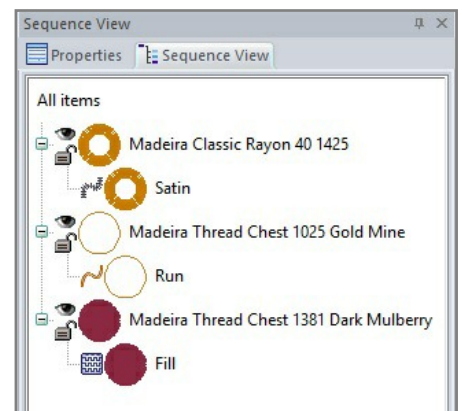 Sequence View
Properties Sequence View
All items
Madeira Classic Rayon 40 1425
Satin
Madeira Thread Chest 1025 Gold Mine
Run
Madeira Thread Chest 1381 Dark Mulberry
Fill